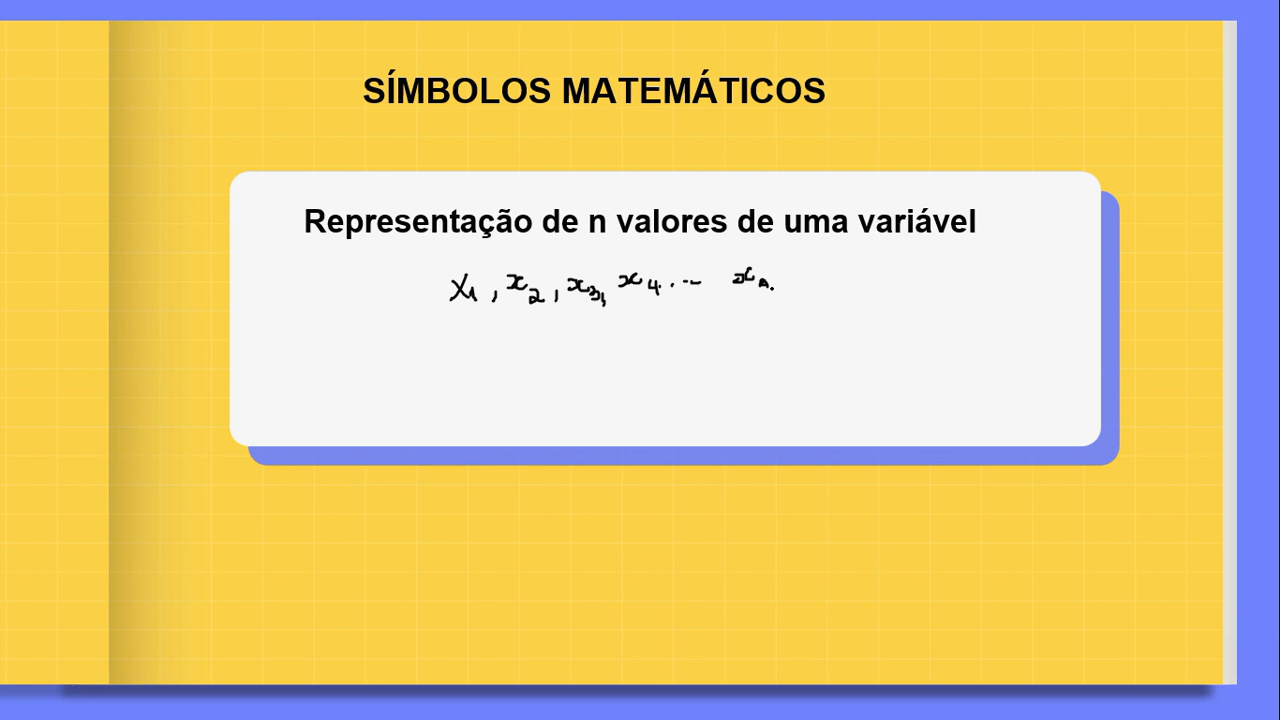 SÍMBOLOS MATEMÁTICOS
Representação de n valores de uma variável
x₁, x₂, x₃, x₄..-- xₙ.